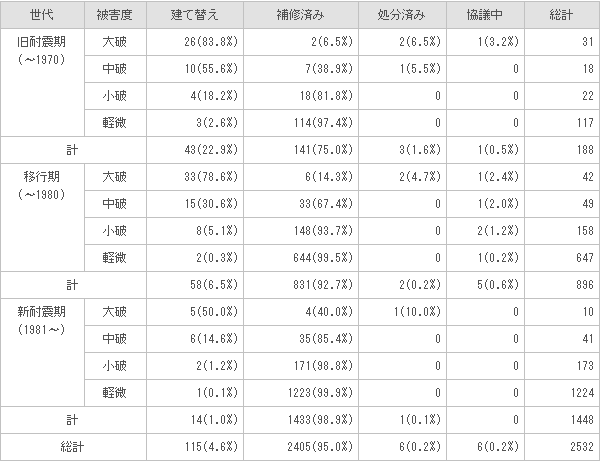 世代 被害度 建て替え 補修済み 処分済み 協議中 総計
旧耐震期 大破 26(83.8%) 2(6.5%) 2(6.5%) 1(3.2%) 31
(～1970) 中破 10(55.6%) 7(38.9%) 1(5.5%) 0 18
小破 4(18.2%) 18(81.8%) 0 0 22
軽微 3(2.6%) 114(97.4%) 0 0 117
計 43(22.9%) 141(75.0%) 3(1.6%) 1(0.5%) 188
移行期 大破 33(78.6%) 6(14.3%) 2(4.7%) 1(2.4%) 42
(～1980) 中破 15(30.6%) 33(67.4%) 0 1(2.0%) 49
小破 8(5.1%) 148(93.7%) 0 2(1.2%) 158
軽微 2(0.3%) 644(99.5%) 0 1(0.2%) 647
計 58(6.5%) 831(92.7%) 2(0.2%) 5(0.6%) 896
新耐震期 大破 5(50.0%) 4(40.0%) 1(10.0%) 0 10
(1981～) 中破 6(14.6%) 35(85.4%) 0 0 41
小破 2(1.2%) 171(98.8%) 0 0 173
軽微 1(0.1%) 1223(99.9%) 0 0 1224
計 14(1.0%) 1433(98.9%) 1(0.1%) 0 1448
総計 115(4.6%) 2405(95.0%) 6(0.2%) 6(0.2%) 2532